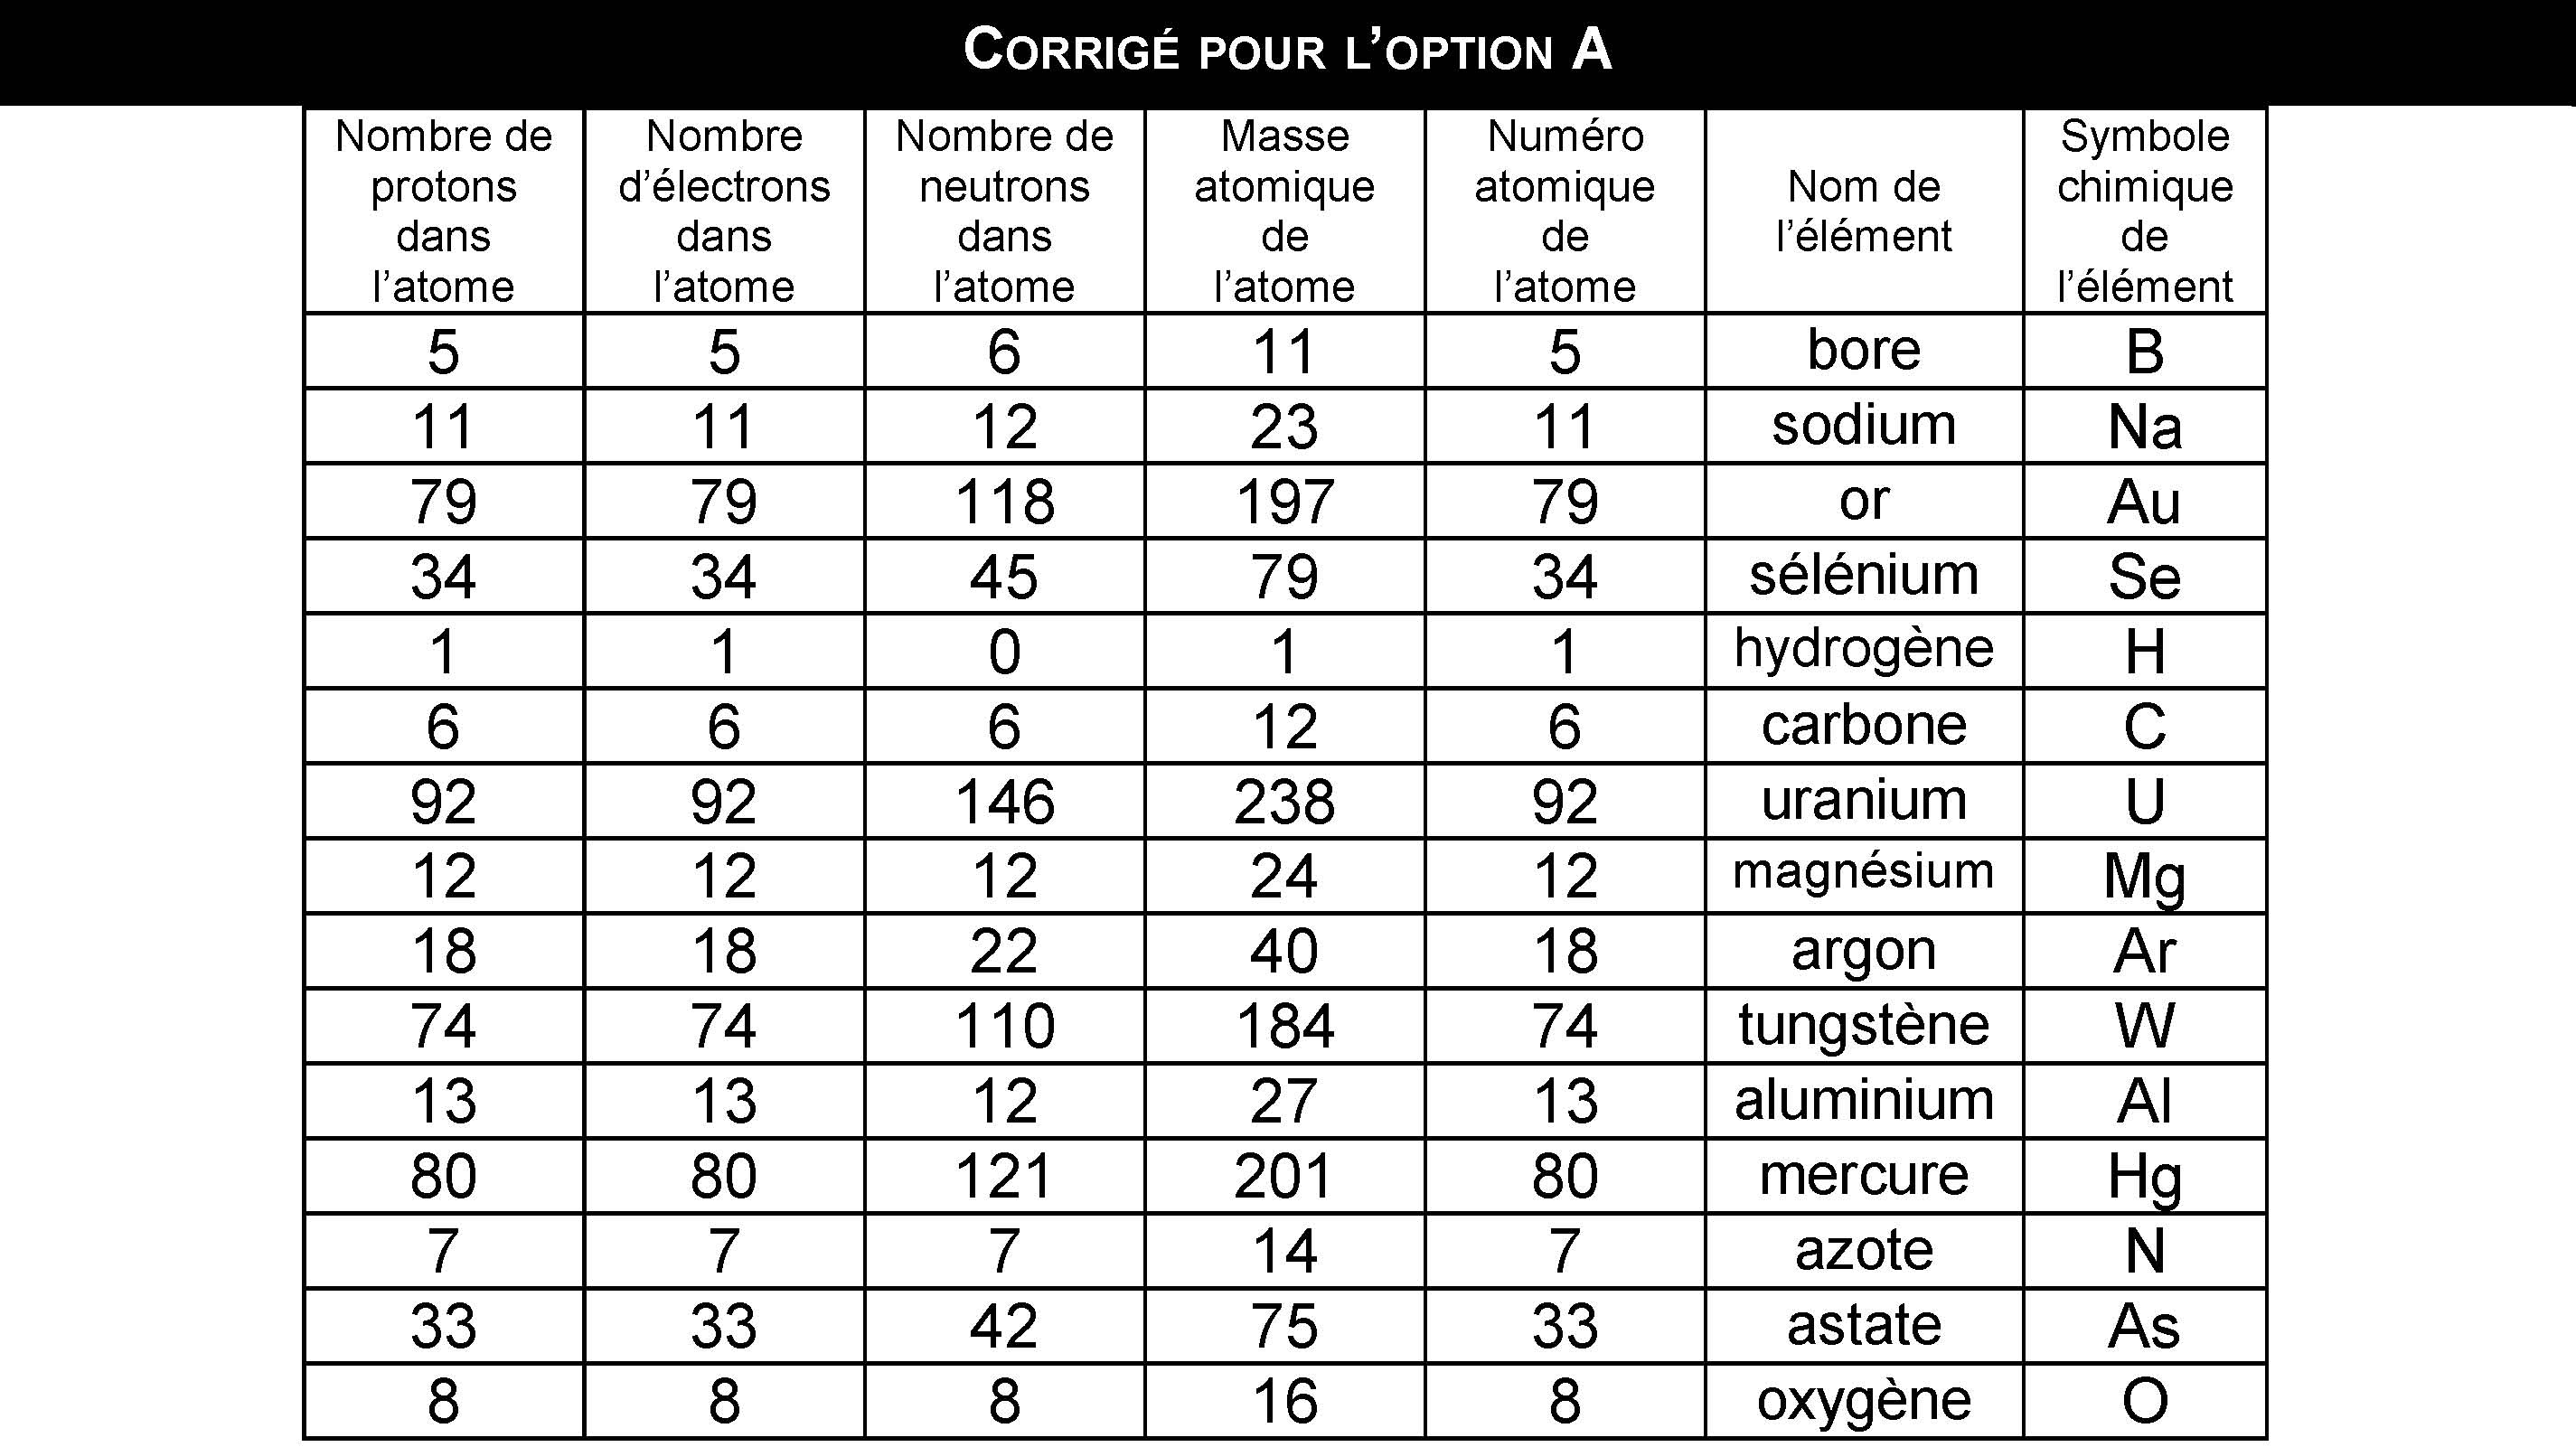 CORRIGÉ POUR L’OPTION A
Nombre de protons dans l’atome | Nombre d’électrons dans l’atome | Nombre de neutrons dans l’atome | Masse atomique de l’atome | Numéro atomique de l’atome | Nom de l’élément | Symbole chimique de l’élément
5 | 5 | 6 | 11 | 5 | bore | B
11 | 11 | 12 | 23 | 11 | sodium | Na
79 | 79 | 118 | 197 | 79 | or | Au
34 | 34 | 45 | 79 | 34 | sélénium | Se
1 | 1 | 0 | 1 | 1 | hydrogène | H
6 | 6 | 6 | 12 | 6 | carbone | C
92 | 92 | 146 | 238 | 92 | uranium | U
12 | 12 | 12 | 24 | 12 | magnésium | Mg
18 | 18 | 22 | 40 | 18 | argon | Ar
74 | 74 | 110 | 184 | 74 | tungstène | W
13 | 13 | 12 | 27 | 13 | aluminium | Al
80 | 80 | 121 | 201 | 80 | mercure | Hg
7 | 7 | 7 | 14 | 7 | azote | N
33 | 33 | 42 | 75 | 33 | astate | As
8 | 8 | 8 | 16 | 8 | oxygène | O